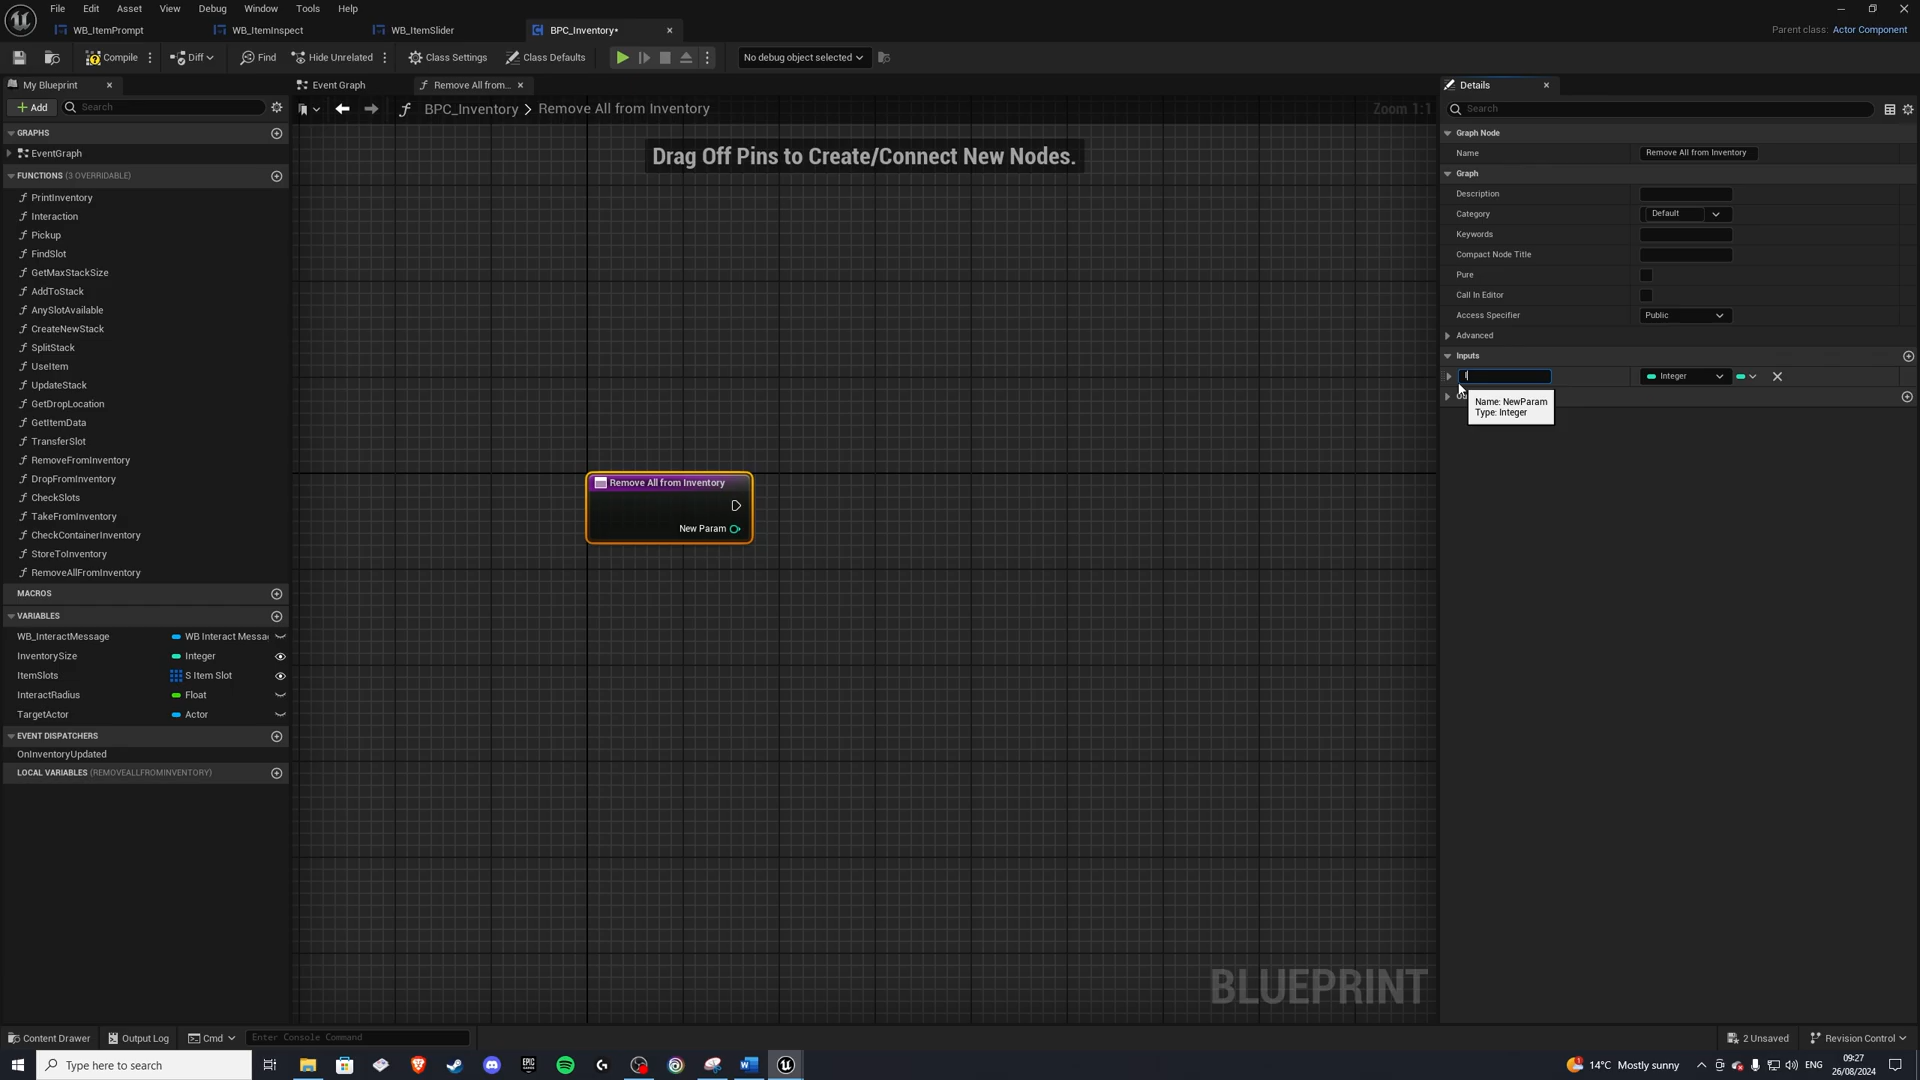 File Edit View Asset Debug Window Tools Help
WB_ItemPrompt WB_ItemInspect WB_ItemSlider BPC_Inventory•
Parent class: Actor Component
Compile Diff Find Hide Unrelated Class Settings Class Defaults No debug object selected
My Blueprint
Add Search
GRAPHS
EventGraph
FUNCTIONS (3 OVERRIDABLE)
PrintInventory
Interaction
Pickup
FindSlot
GetMaxStackSize
AddToStack
AnySlotAvailable
CreateNewStack
SplitStack
UseItem
UpdateStack
GetDropLocation
GetItemData
TransferSlot
RemoveFromInventory
DropFromInventory
CheckSlots
TakeFromInventory
CheckContainerInventory
StoreToInventory
RemoveAllFromInventory
MACROS
VARIABLES
WB_InteractMessage WB Interact Messa
InventorySize Integer
ItemSlots S Item Slot
InteractRadius Float
TargetActor Actor
EVENT DISPATCHERS
OnInventoryUpdated
LOCAL VARIABLES (REMOVEALLFROMINVENTORY)
Event Graph Remove All from...
BPC_Inventory > Remove All from Inventory
Zoom 1:1
Drag Off Pins to Create/Connect New Nodes.
Remove All from Inventory
New Param
BLUEPRINT
Details
Search
Graph Node
Name Remove All from Inventory
Graph
Description
Category Default
Keywords
Compact Node Title
Pure
Call In Editor
Access Specifier Public
Advanced
Inputs
Integer
Name: NewParam
Type: Integer
Content Drawer Output Log Cmd Enter Console Command
2 Unsaved Revision Control
Type here to search
14°C Mostly sunny ENG
09:27
26/08/2024